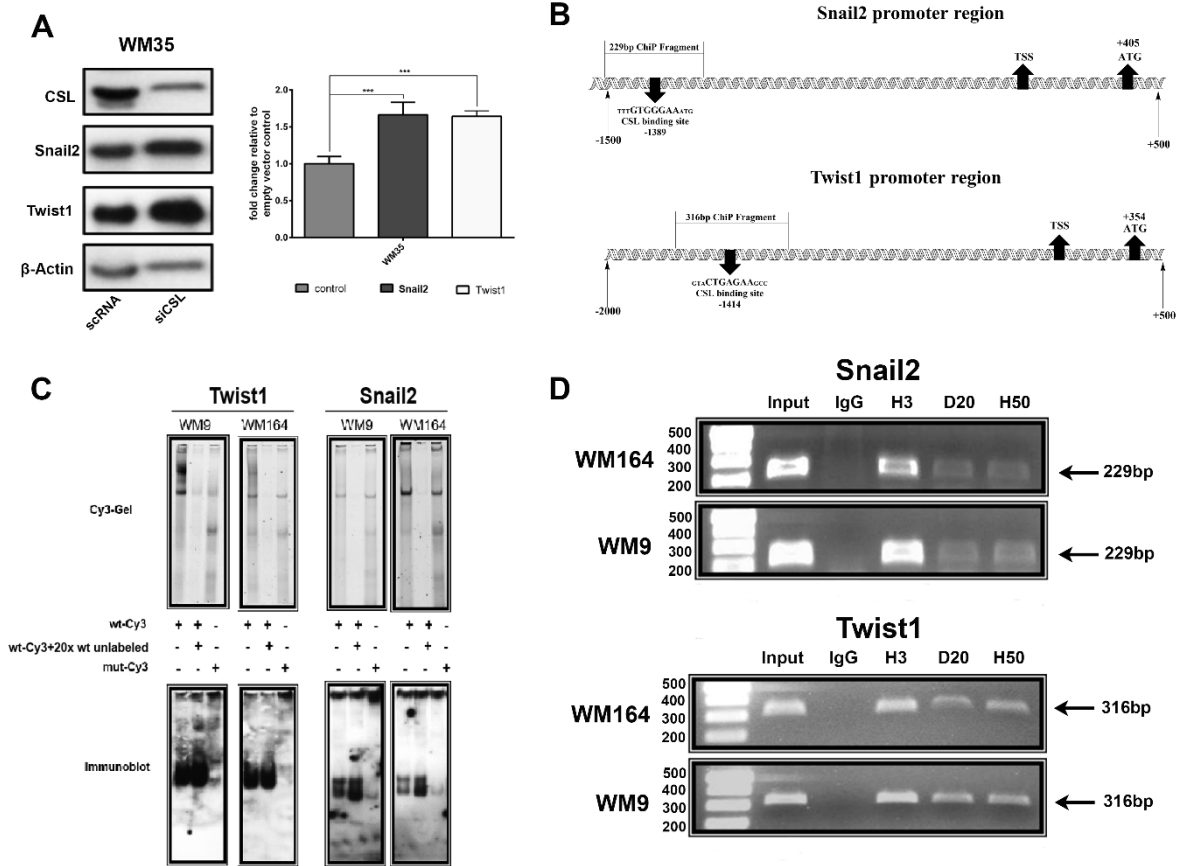 A
WM35
CSL
Snail2
Twist1
β-Actin
scRNA
siCSL
fold change relative to
empty vector control
2.0
1.5
1.0
0.5
0.0
***
***
WM35
control
Snail2
Twist1
B
Snail2 promoter region
229bp ChiP Fragment
TSS
+405
ATG
TTTGTGGGAAATG
CSL binding site
-1389
-1500
+500
Twist1 promoter region
316bp ChiP Fragment
TSS
+354
ATG
GTACTGAGAAGCC
CSL binding site
-1414
-2000
+500
C
Twist1
Snail2
WM9
WM164
WM9
WM164
Cy3-Gel
wt-Cy3 + + - + + - + + - + + -
wt-Cy3+20x wt unlabeled - + - - + - - + - - + -
mut-Cy3 - - + - - + - - + - - +
Immunoblot
D
Snail2
Input IgG H3 D20 H50
WM164
500
400
300
200
229bp
WM9
500
400
300
200
229bp
Twist1
Input IgG H3 D20 H50
WM164
500
400
300
200
316bp
WM9
500
400
300
200
316bp